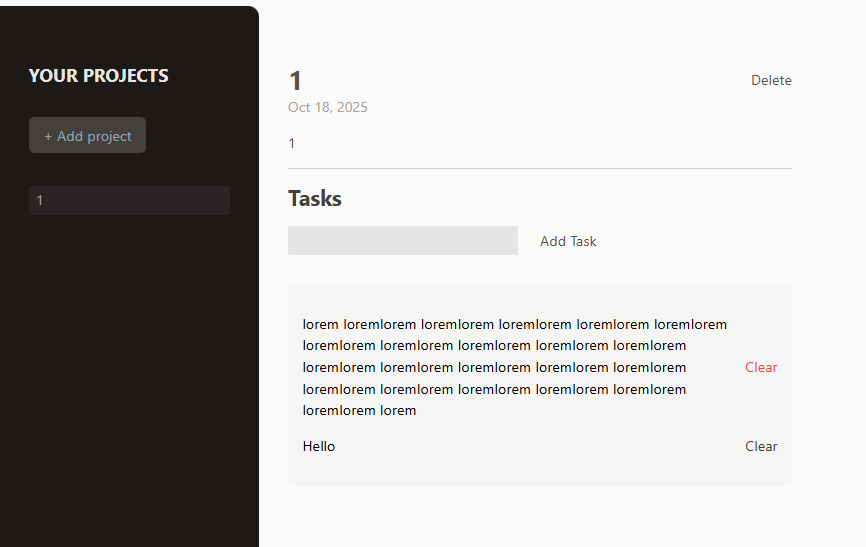 YOUR PROJECTS
+ Add project
1
1
Delete
Oct 18, 2025
1
Tasks
Add Task
lorem loremlorem loremlorem loremlorem loremlorem loremlorem
loremlorem loremlorem loremlorem loremlorem loremlorem
loremlorem loremlorem loremlorem loremlorem loremlorem
Clear
loremlorem loremlorem loremlorem loremlorem loremlorem
loremlorem lorem
Hello
Clear